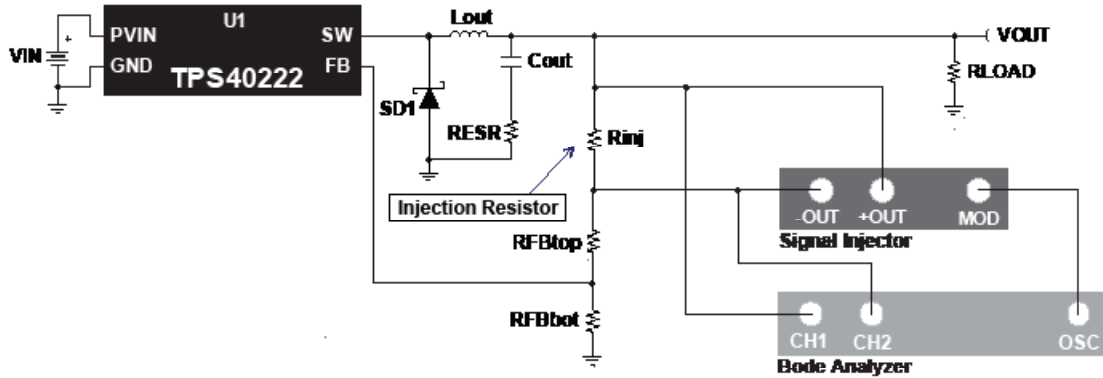 U1
Lout
PVIN
SW
VOUT
VIN
GND
FB
Cout
RLOAD
TPS40222
SD1
RESR
Rinj
Injection Resistor
-OUT
+OUT
MOD
Signal Injector
RFBtop
RFBbot
CH1
CH2
OSC
Bode Analyzer